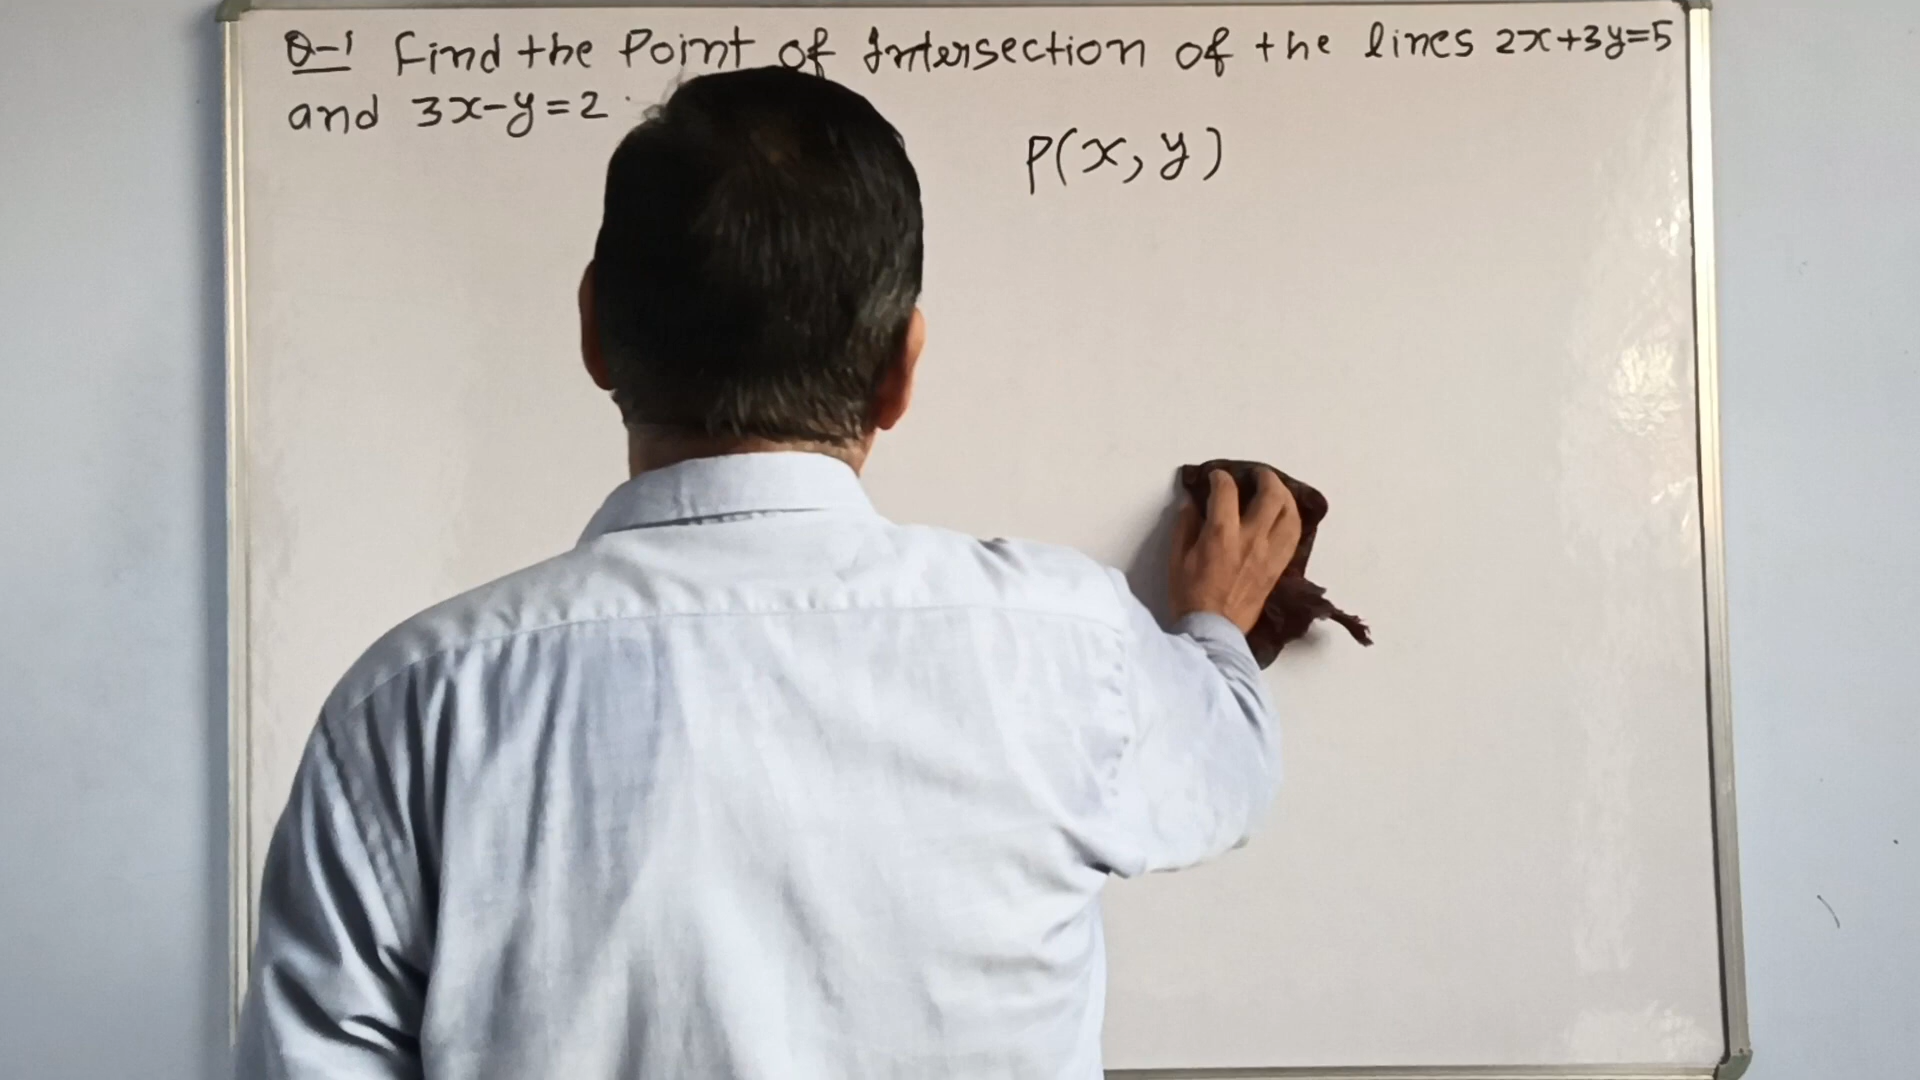 Q-1 Find the Point of Intersection of the lines 2x+3y=5
and 3x-y=2.
P(x, y)